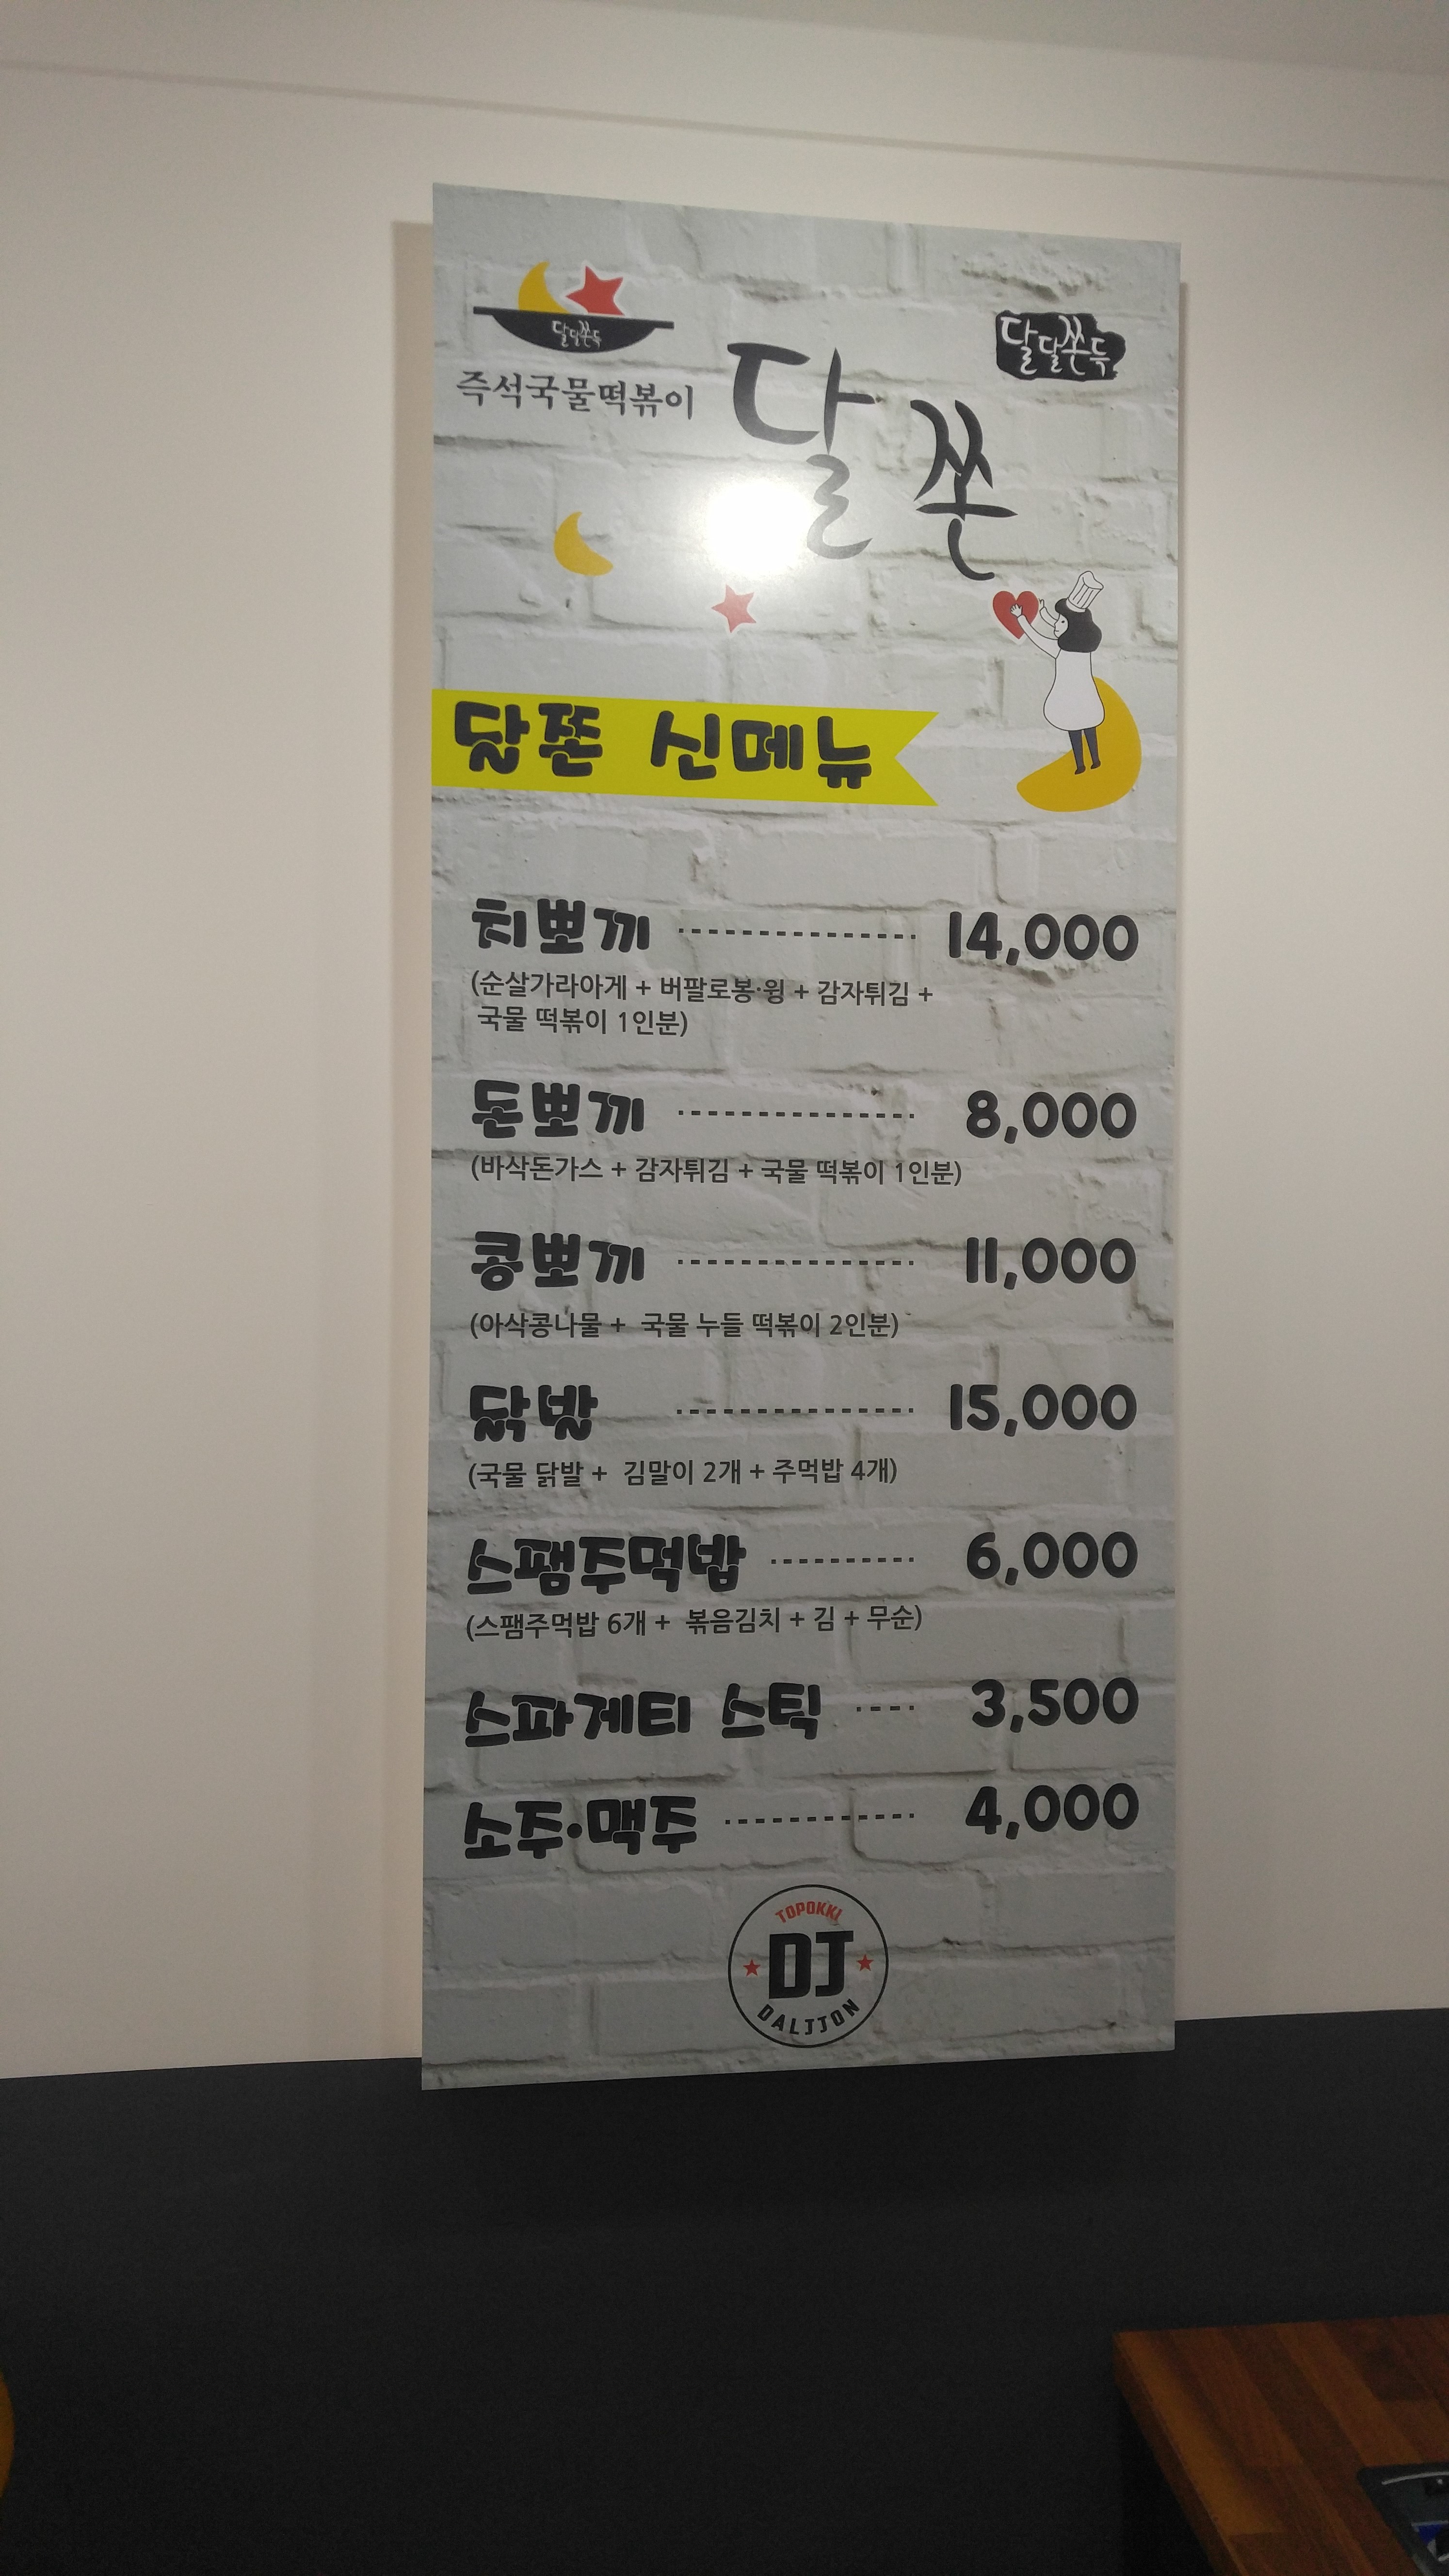 달달쫀득
달달쫀득
즉석국물떡볶이
달쫀
달쫀 신메뉴
치뽀끼 ............... 14,000
(순살가라아게 + 버팔로봉·윙 + 감자튀김 +
국물 떡볶이 1인분)
돈뽀끼 ............... 8,000
(바삭돈가스 + 감자튀김 + 국물 떡볶이 1인분)
콩뽀끼 ............... 11,000
(아삭콩나물 + 국물 누들 떡볶이 2인분)
닭발 ............... 15,000
(국물 닭발 + 김말이 2개 + 주먹밥 4개)
스팸주먹밥 .......... 6,000
(스팸주먹밥 6개 + 볶음김치 + 김 + 무순)
스파게티 스틱 .... 3,500
소주·맥주 ............ 4,000
TOPOKKI
DJ
DALJJON